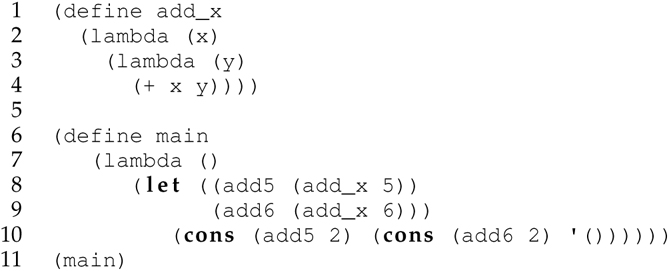 1 (define add_x
2   (lambda (x)
3     (lambda (y)
4       (+ x y))))
5
6 (define main
7    (lambda ()
8       (let ((add5 (add_x 5))
9             (add6 (add_x 6)))
10         (cons (add5 2) (cons (add6 2) '())))))
11 (main)